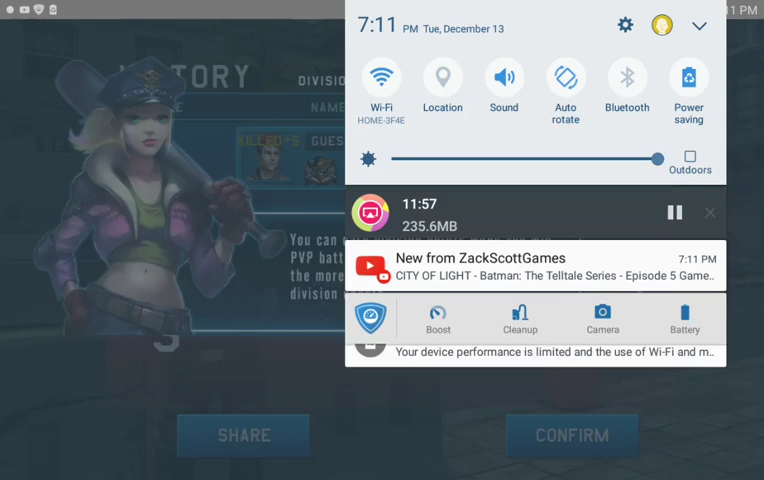 11 PM
7:11 PM Tue, December 13
VICTORY
DIVISION
NAME
Wi-Fi
HOME-3F4E
Location
Sound
Auto
rotate
Bluetooth
Power
saving
Outdoors
KILLED+5
GUES
11:57
235.6MB
You can
PVP batt
the more
division
New from ZackScottGames 7:11 PM
CITY OF LIGHT - Batman: The Telltale Series - Episode 5 Game..
Boost
Cleanup
Camera
Battery
Your device performance is limited and the use of Wi-Fi and m..
SHARE
CONFIRM